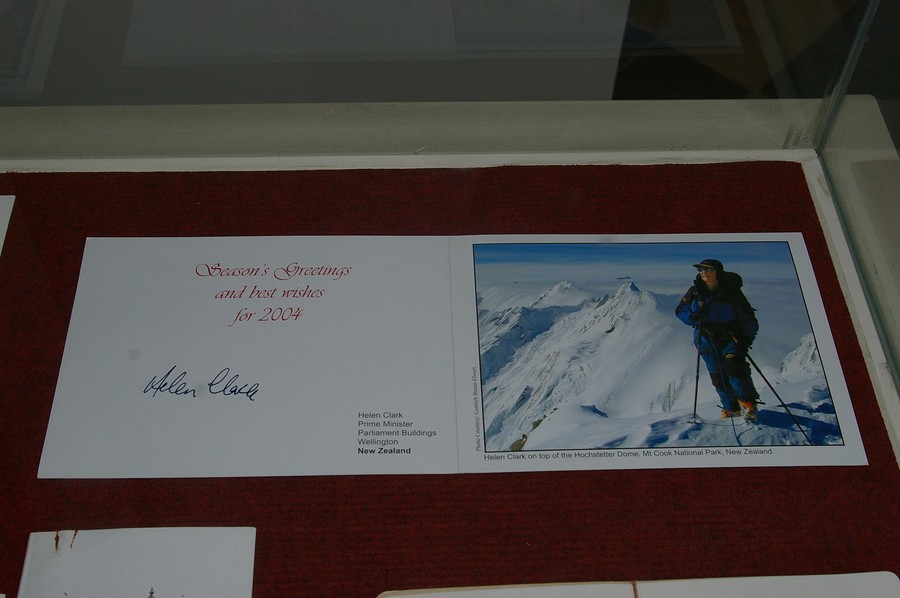 Season's Greetings
and best wishes
for 2004
Helen Clark
Helen Clark
Prime Minister
Parliament Buildings
Wellington
New Zealand
Helen Clark on top of the Hochstetter Dome, Mt Cook National Park, New Zealand